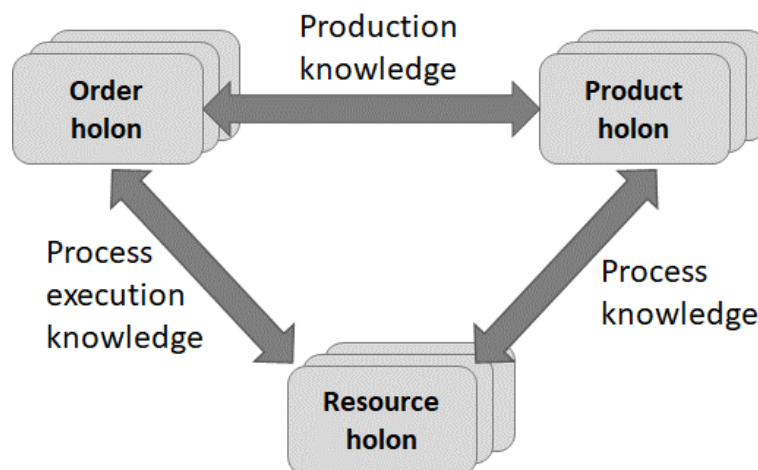 Production
knowledge
Order
holon
Product
holon
Process
execution
knowledge
Process
knowledge
Resource
holon